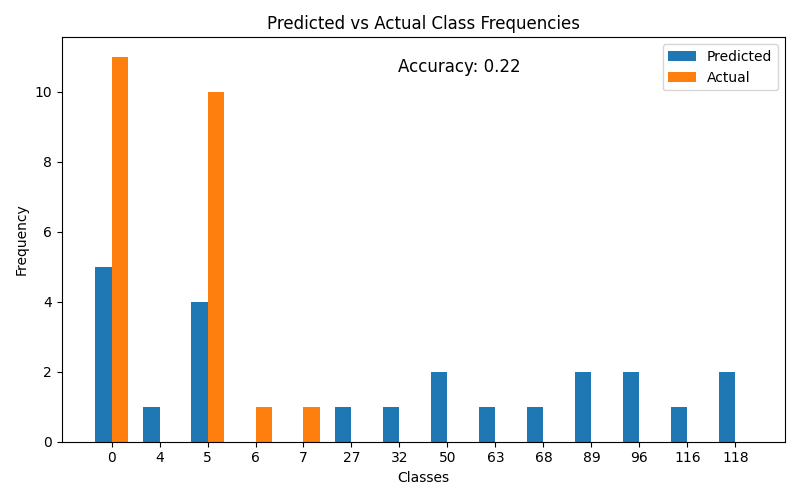 Predicted vs Actual Class Frequencies
Accuracy: 0.22
Predicted
Actual
Frequency
10
8
6
4
2
0
0 4 5 6 7 27 32 50 63 68 89 96 116 118
Classes